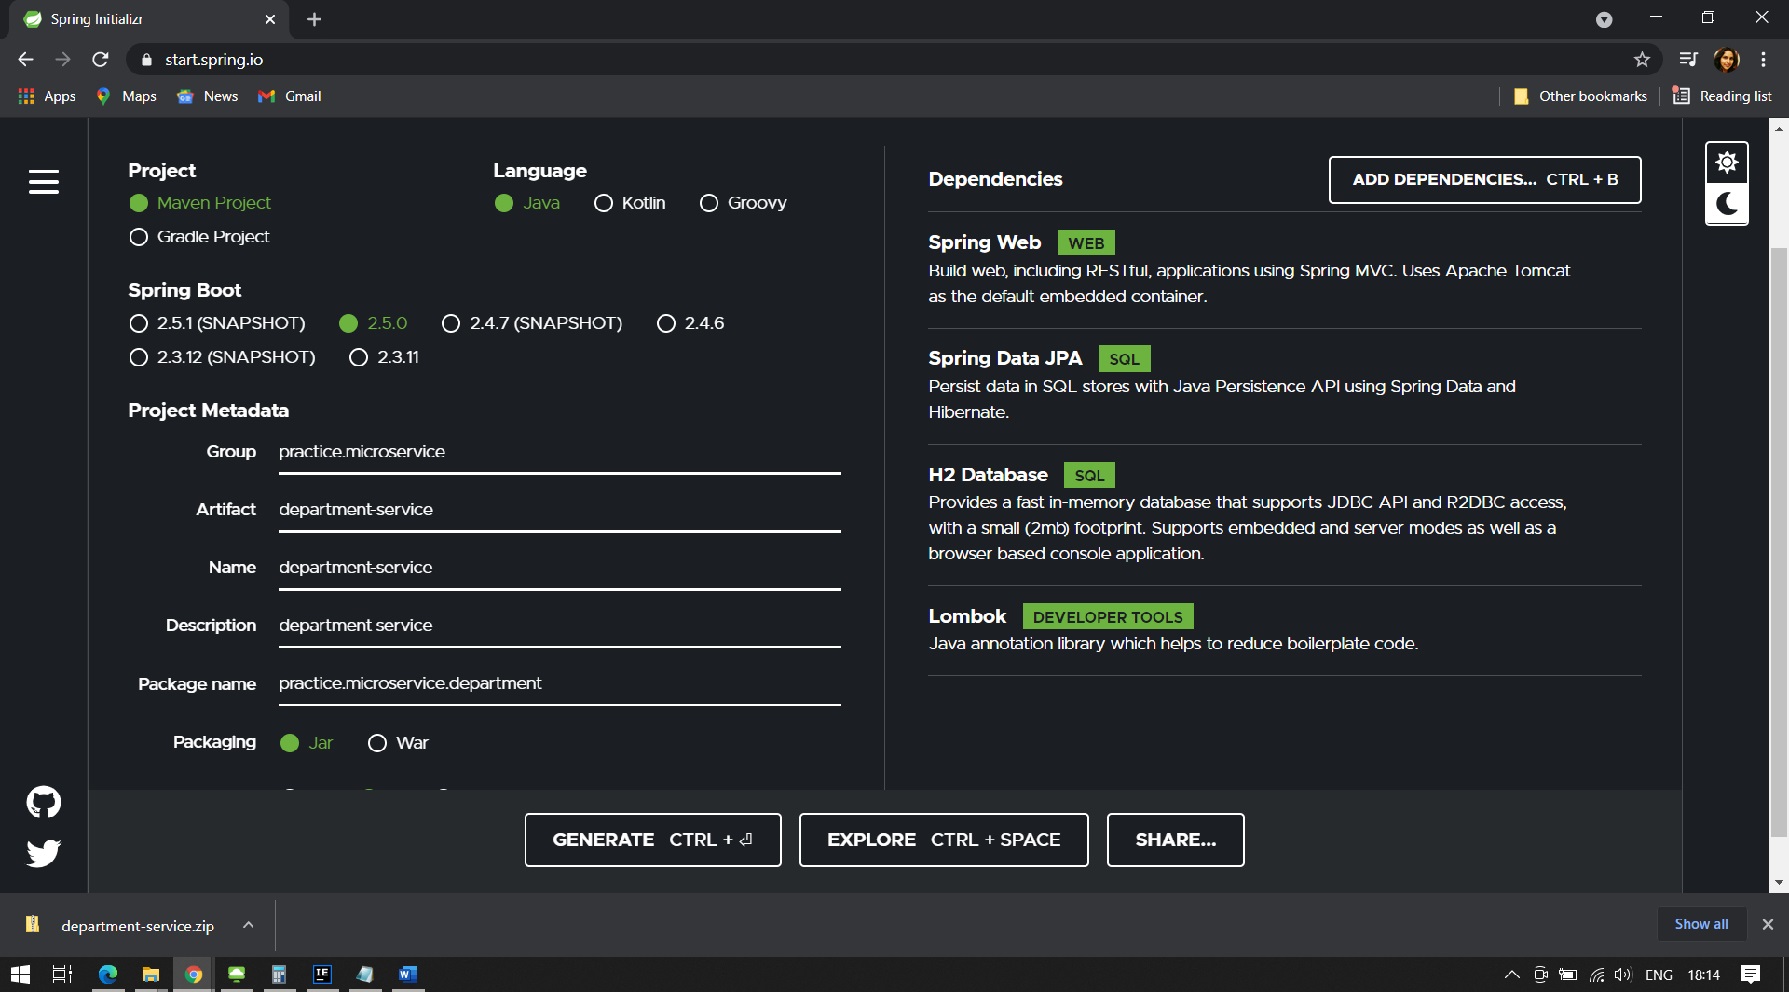 Spring Initializr
start.spring.io
Apps Maps News Gmail Other bookmarks Reading list
Project
Maven Project
Gradle Project
Language
Java Kotlin Groovy
Spring Boot
2.5.1 (SNAPSHOT) 2.5.0 2.4.7 (SNAPSHOT) 2.4.6
2.3.12 (SNAPSHOT) 2.3.11
Project Metadata
Group practice.microservice
Artifact department-service
Name department-service
Description department service
Package name practice.microservice.department
Packaging Jar War
Dependencies
ADD DEPENDENCIES... CTRL + B
Spring Web WEB
Build web, including RESTful, applications using Spring MVC. Uses Apache Tomcat
as the default embedded container.
Spring Data JPA SQL
Persist data in SQL stores with Java Persistence API using Spring Data and
Hibernate.
H2 Database SQL
Provides a fast in-memory database that supports JDBC API and R2DBC access,
with a small (2mb) footprint. Supports embedded and server modes as well as a
browser based console application.
Lombok DEVELOPER TOOLS
Java annotation library which helps to reduce boilerplate code.
GENERATE CTRL + ⏎ EXPLORE CTRL + SPACE SHARE...
department-service.zip Show all
ENG 18:14